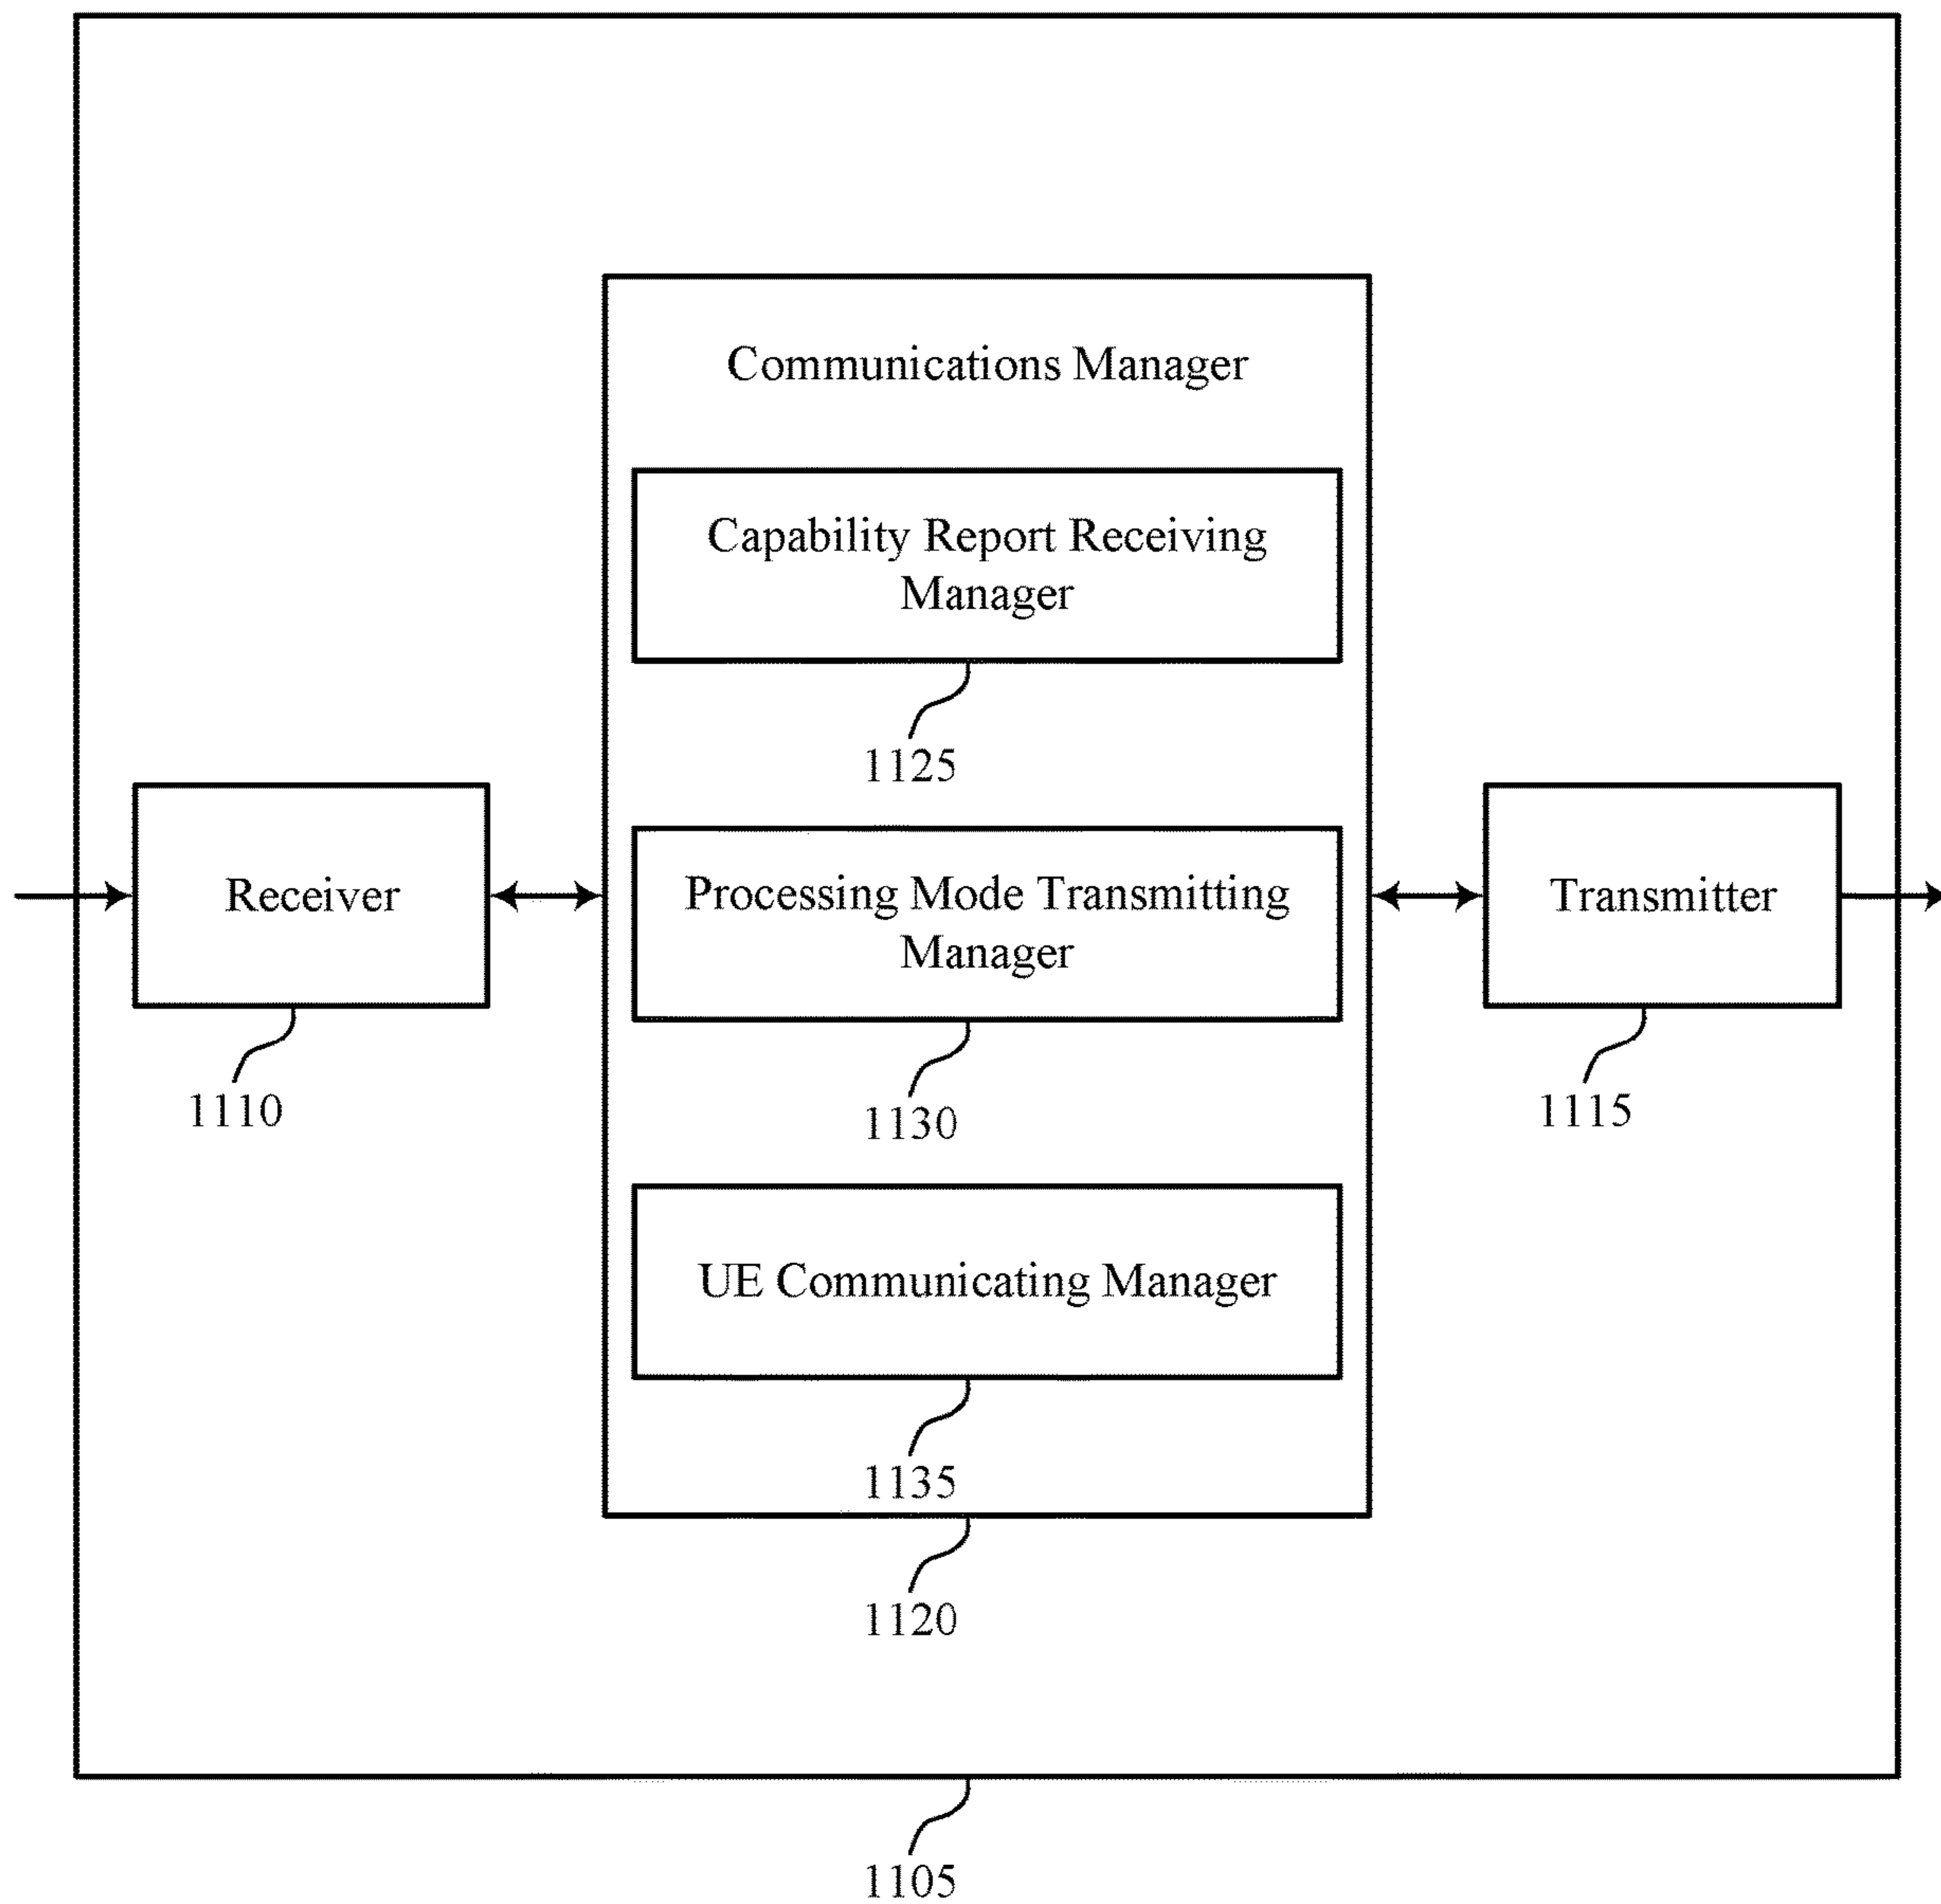 Communications Manager
Capability Report Receiving
Manager
1125
Receiver
1110
Processing Mode Transmitting
Manager
1130
Transmitter
1115
UE Communicating Manager
1135
1120
1105